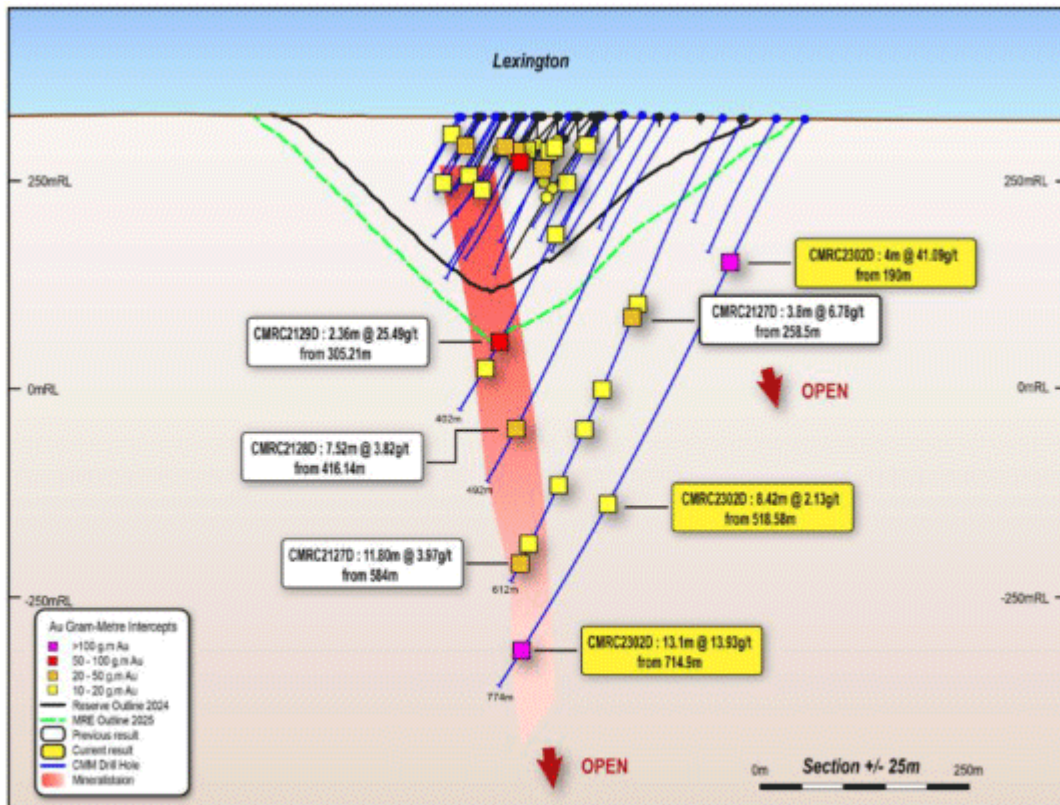 Lexington
250mRL
250mRL
CMRC2302D : 4m @ 41.09g/t
from 190m
CMRC2127D : 3.8m @ 6.78g/t
from 258.5m
CMRC2129D : 2.36m @ 25.49g/t
from 305.21m
0mRL
0mRL
OPEN
402m
CMRC2128D : 7.52m @ 3.82g/t
from 416.14m
492m
CMRC2302D : 8.42m @ 2.13g/t
from 518.58m
CMRC2127D : 11.80m @ 3.97g/t
from 584m
612m
-250mRL
-250mRL
CMRC2302D : 13.1m @ 13.93g/t
from 714.9m
774m
Au Gram-Metre Intercepts
>100 g.m Au
50 - 100 g.m Au
20 - 50 g.m Au
10 - 20 g.m Au
Reserve Outline 2024
MRE Outline 2025
Previous result
Current result
CMM Drill Hole
Mineralistaion
OPEN
0m Section +/- 25m 250m